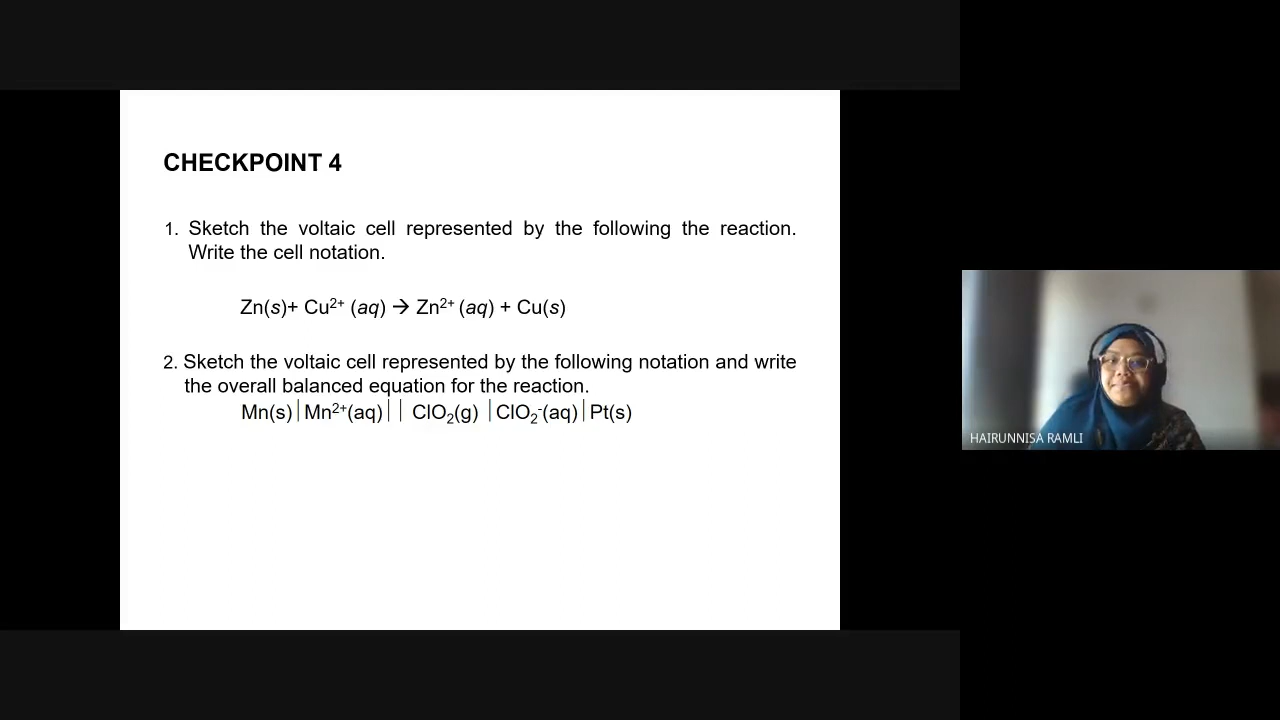 CHECKPOINT 4
1. Sketch the voltaic cell represented by the following the reaction.
Write the cell notation.
Zn(s)+ Cu²⁺ (aq) → Zn²⁺ (aq) + Cu(s)
2. Sketch the voltaic cell represented by the following notation and write
the overall balanced equation for the reaction.
Mn(s)│Mn²⁺(aq)││ ClO₂(g) │ClO₂⁻(aq)│Pt(s)
HAIRUNNISA RAMLI